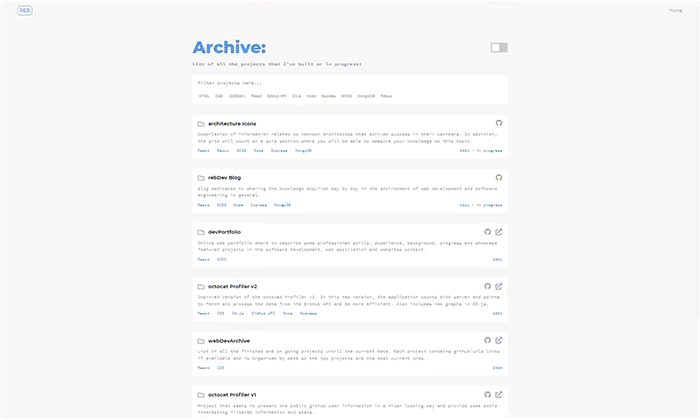 REB
Home
Archive:
List of all the projects that I've built or in progress:
Filter projects here...
HTML CSS React Github API D3.js Node Express SCSS MongoDB Redux
architecture Icons
Compilation of information related to renown architects that achived success in their carreers. In addition,
the site will count on a quiz section where you will be able to measure your knowledge on this topic.
React Redux SCSS Node Express MongoDB
2021 - in progress
rebDev Blog
Blog dedicated to sharing the knowledge acquired day by day in the environment of web development and software
engineering in general.
React SCSS Node Express MongoDB
2021 - in progress
devPortfolio
Online web portfolio where to describe some professional skills, experience, background, progress and showcase
featured projects in the software development, web application and websites context.
React SCSS
2021
octocat Profiler v2
Improved version of the octocat Profiler v1. In this new version, the application counts with server end points
to fetch and process the data from the Github API and be more efficient. Also includes new graphs in D3.js.
React CSS D3.js Github API Node Express
2021
webDevArchive
List of all the finished and on going projects untill the current date. Each project contains github/urls links
if available and is organised by date as the top projects are the most current ones.
React CSS
octocat Profiler v1
Project that seeks to present the public github user information in a nicer looking way and provide some extra
interesting filtered information and stats.